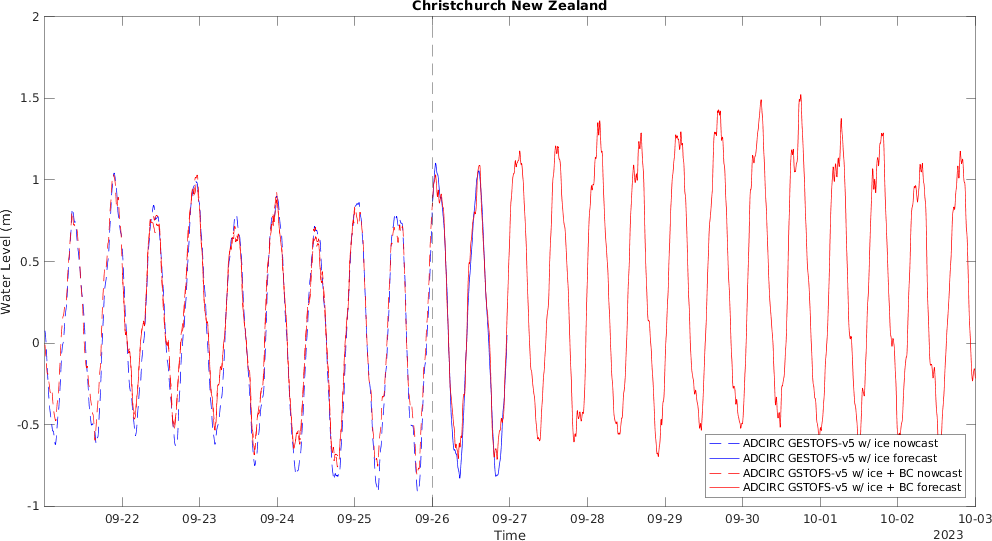 Christchurch New Zealand
2
1.5
1
0.5
0
-0.5
-1
Water Level (m)
ADCIRC GESTOFS-v5 w/ ice nowcast
ADCIRC GESTOFS-v5 w/ ice forecast
ADCIRC GSTOFS-v5 w/ ice + BC nowcast
ADCIRC GSTOFS-v5 w/ ice + BC forecast
09-22 09-23 09-24 09-25 09-26 09-27 09-28 09-29 09-30 10-01 10-02 10-03
Time
2023